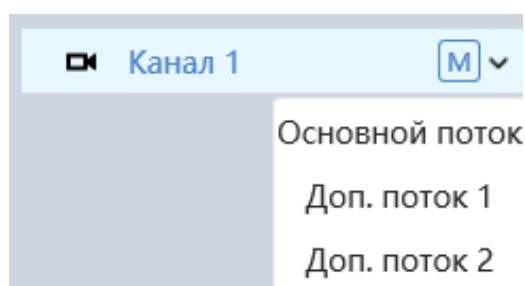 Канал 1 M
Основной поток
Доп. поток 1
Доп. поток 2